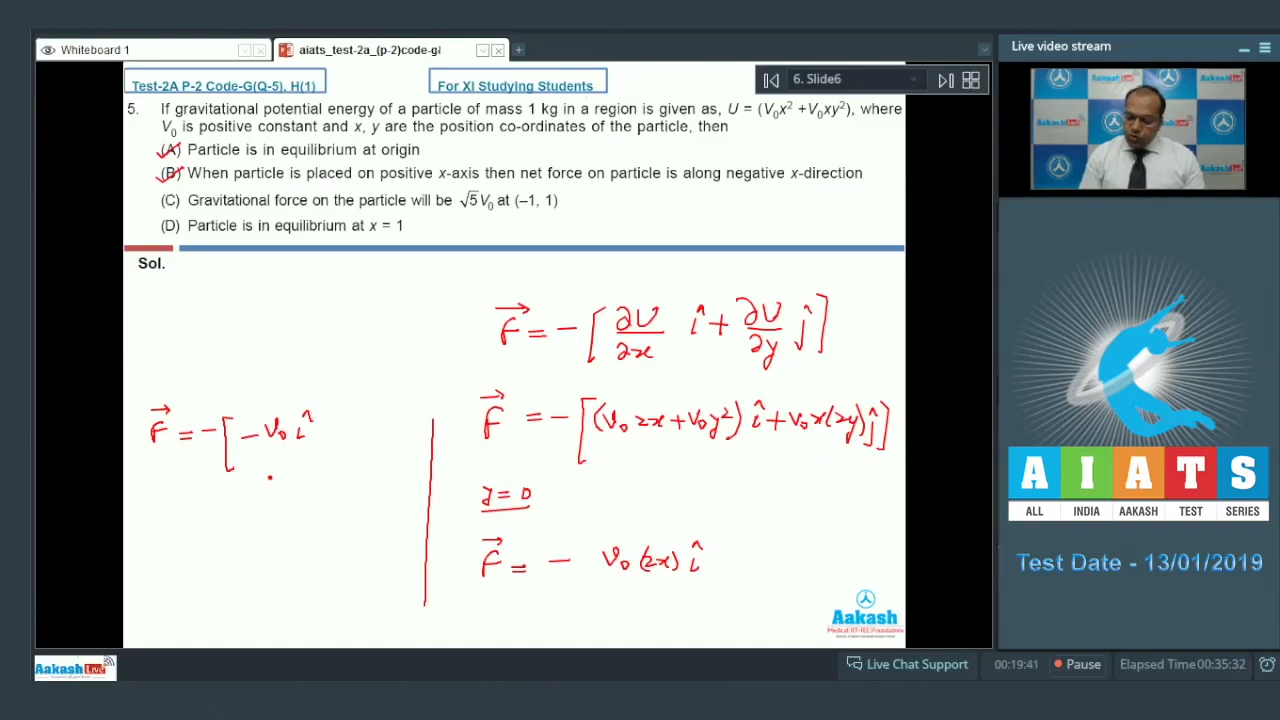 Whiteboard 1
aiats_test-2a_(p-2)code-g&
Live video stream
Test-2A P-2 Code-G(Q-5), H(1)
For XI Studying Students
6. Slide6
5. If gravitational potential energy of a particle of mass 1 kg in a region is given as, U = (V₀x² +V₀xy²), where
V₀ is positive constant and x, y are the position co-ordinates of the particle, then
(A) Particle is in equilibrium at origin
(B) When particle is placed on positive x-axis then net force on particle is along negative x-direction
(C) Gravitational force on the particle will be √5 V₀ at (–1, 1)
(D) Particle is in equilibrium at x = 1
Sol.
F⃗ = – [ ∂U/∂x î + ∂U/∂y ĵ ]
F⃗ = – [ (V₀ 2x + V₀ y²) î + V₀ x (2y) ĵ ]
F⃗ = – [ – V₀ î
y = 0
F⃗ = – V₀ (2x) î
A I A T S
ALL INDIA AAKASH TEST SERIES
Test Date - 13/01/2019
Aakash
Medical|IIT-JEE|Foundations
Aakash Live
Live Chat Support
00:19:41
Pause
Elapsed Time 00:35:32